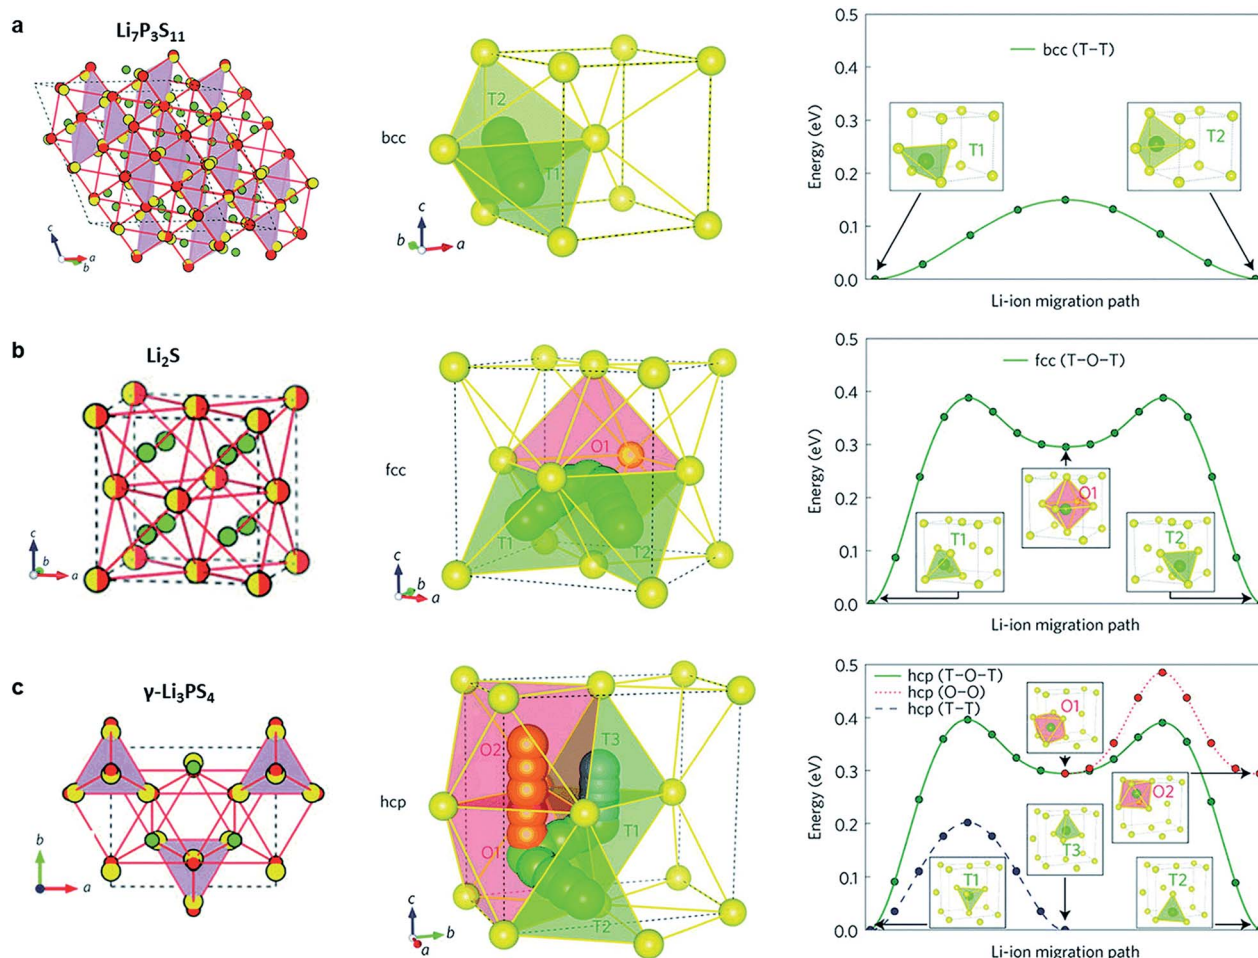 a
Li₇P₃S₁₁
c
a
b
bcc
T2
T1
c
b
a
0.5
0.4
0.3
0.2
0.1
0.0
Energy (eV)
bcc (T–T)
T1
T2
Li-ion migration path
b
Li₂S
c
b
a
fcc
O1
T1
T2
c
b
a
0.5
0.4
0.3
0.2
0.1
0.0
Energy (eV)
fcc (T–O–T)
O1
T1
T2
Li-ion migration path
c
γ-Li₃PS₄
b
a
hcp
O2
T3
T1
O1
T2
c
b
a
0.5
0.4
0.3
0.2
0.1
0.0
Energy (eV)
hcp (T–O–T)
hcp (O–O)
hcp (T–T)
O1
O2
T3
T1
T2
Li-ion migration path